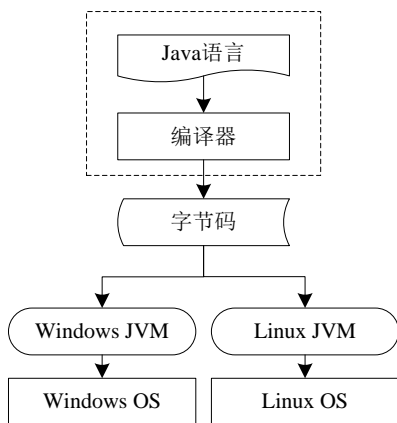 Java语言
编译器
字节码
Windows JVM
Linux JVM
Windows OS
Linux OS